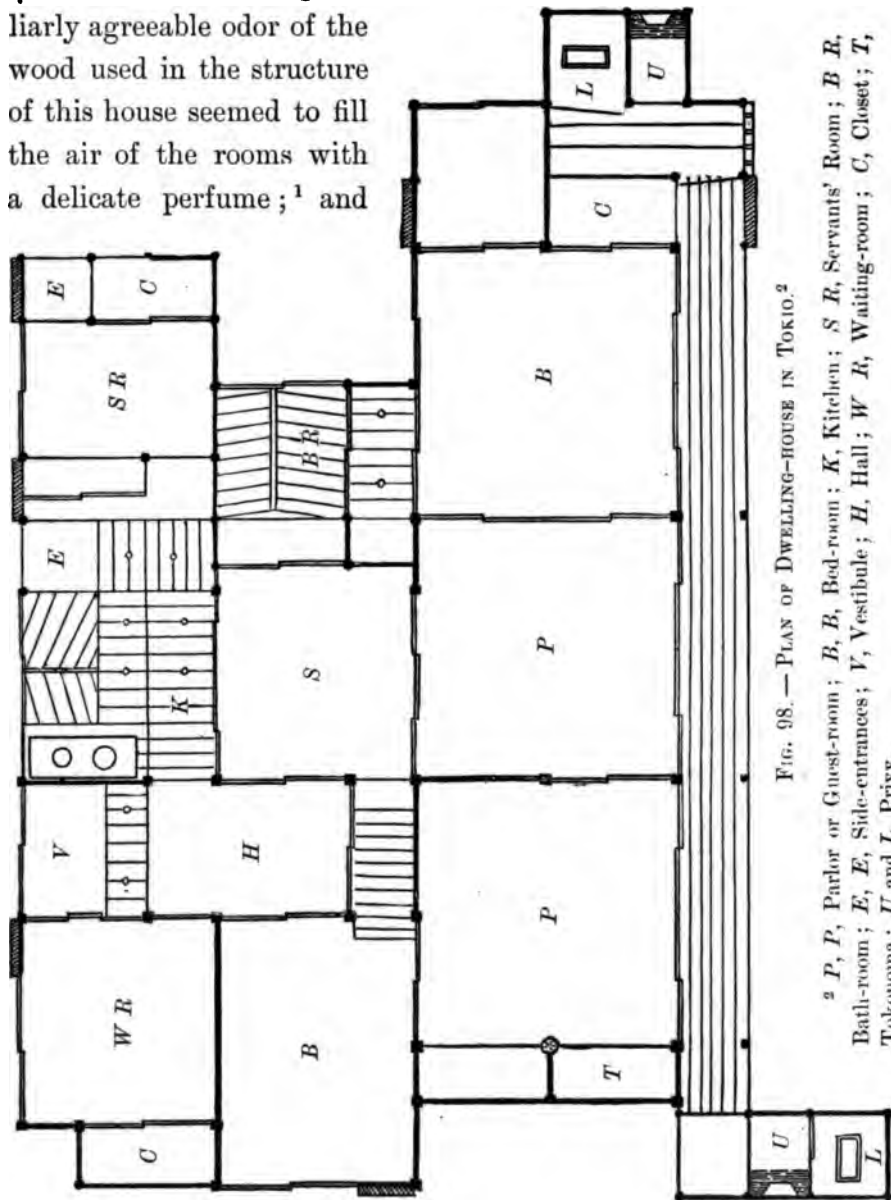 liarly agreeable odor of the
wood used in the structure
of this house seemed to fill
the air of the rooms with
a delicate perfume;¹ and
L
U
C
E
C
S R
B R
B
E
K
S
P
V
H
P
W R
B
T
C
U
L
Fig. 98. — Plan of Dwelling-house in Tokio.²
² P, P, Parlor or Guest-room; B, B, Bed-room; K, Kitchen; S R, Servants' Room; B R,
Bath-room; E, E, Side-entrances; V, Vestibule; H, Hall; W R, Waiting-room; C, Closet; T,
Tokonoma; U and L, Privy